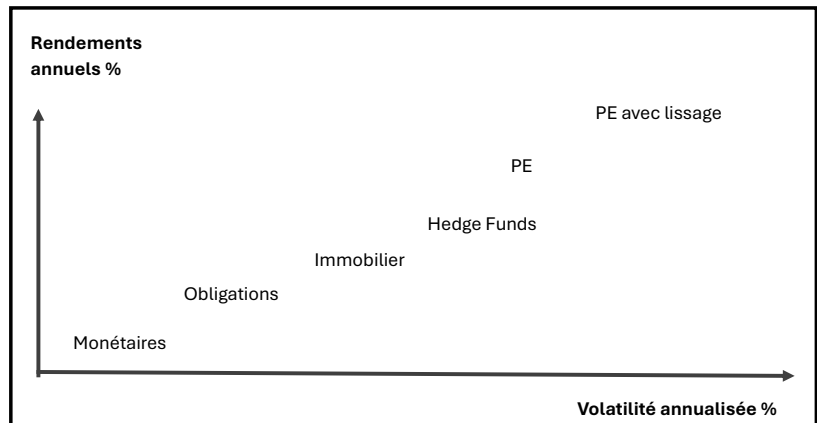 Rendements
annuels %
PE avec lissage
PE
Hedge Funds
Immobilier
Obligations
Monétaires
Volatilité annualisée %